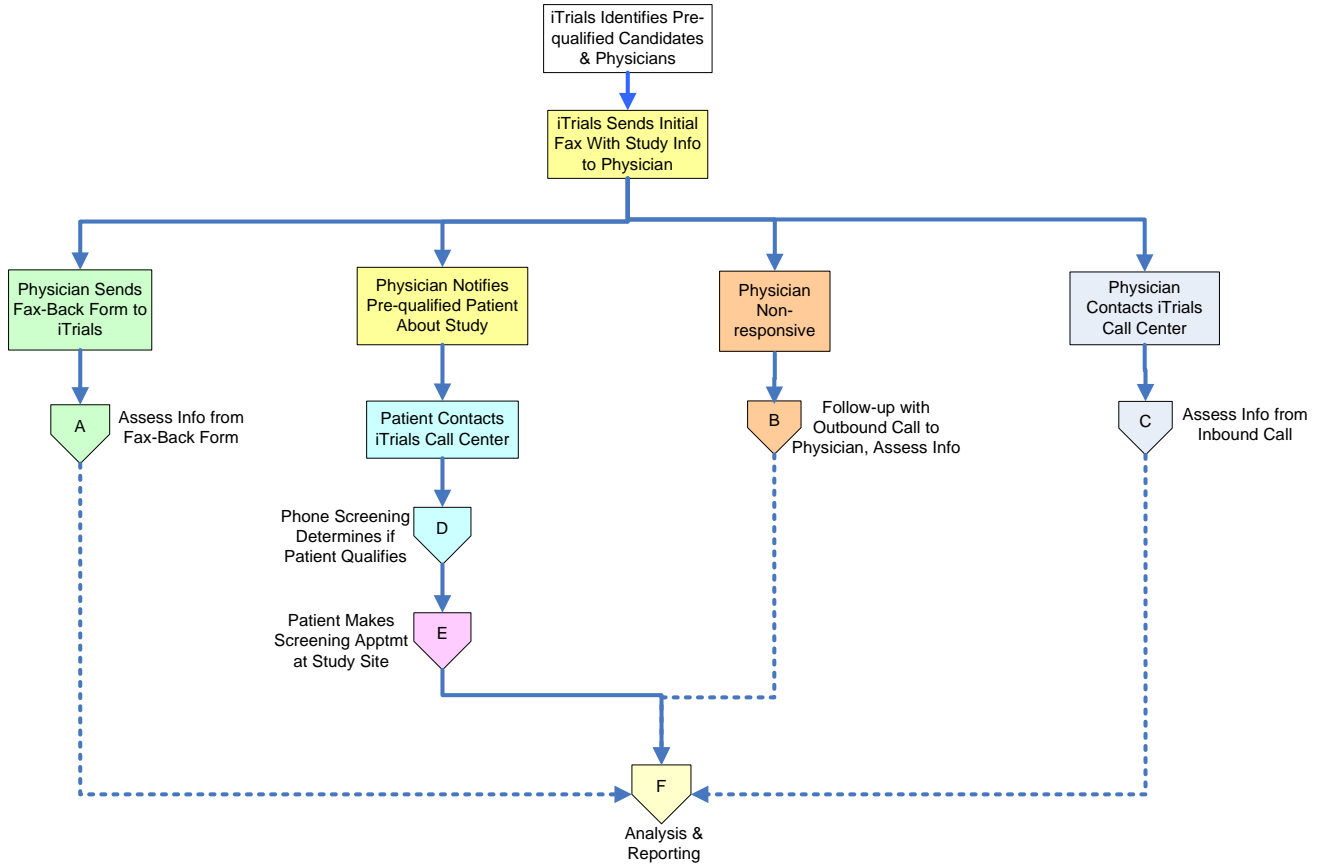 iTrials Identifies Pre-
qualified Candidates
& Physicians
iTrials Sends Initial
Fax With Study Info
to Physician
Physician Sends
Fax-Back Form to
iTrials
Physician Notifies
Pre-qualified Patient
About Study
Physician
Non-
responsive
Physician
Contacts iTrials
Call Center
A
Assess Info from
Fax-Back Form
Patient Contacts
iTrials Call Center
B
Follow-up with
Outbound Call to
Physician, Assess Info
C
Assess Info from
Inbound Call
Phone Screening
Determines if
Patient Qualifies
D
Patient Makes
Screening Apptmt
at Study Site
E
F
Analysis &
Reporting